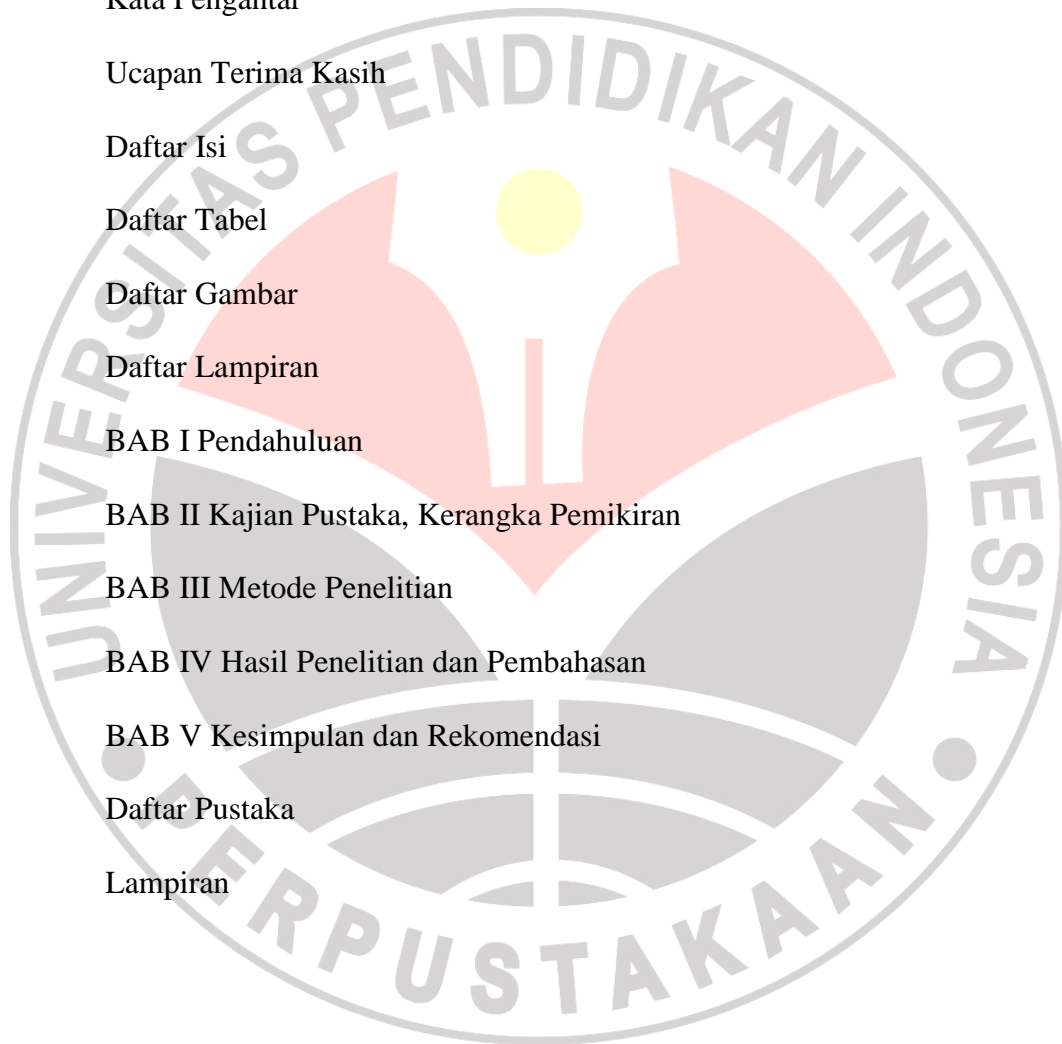 Kata Pengantar
Ucapan Terima Kasih
Daftar Isi
Daftar Tabel
Daftar Gambar
Daftar Lampiran
BAB I Pendahuluan
BAB II Kajian Pustaka, Kerangka Pemikiran
BAB III Metode Penelitian
BAB IV Hasil Penelitian dan Pembahasan
BAB V Kesimpulan dan Rekomendasi
Daftar Pustaka
Lampiran
UNIVERSITAS PENDIDIKAN INDONESIA
PERPUSTAKAAN